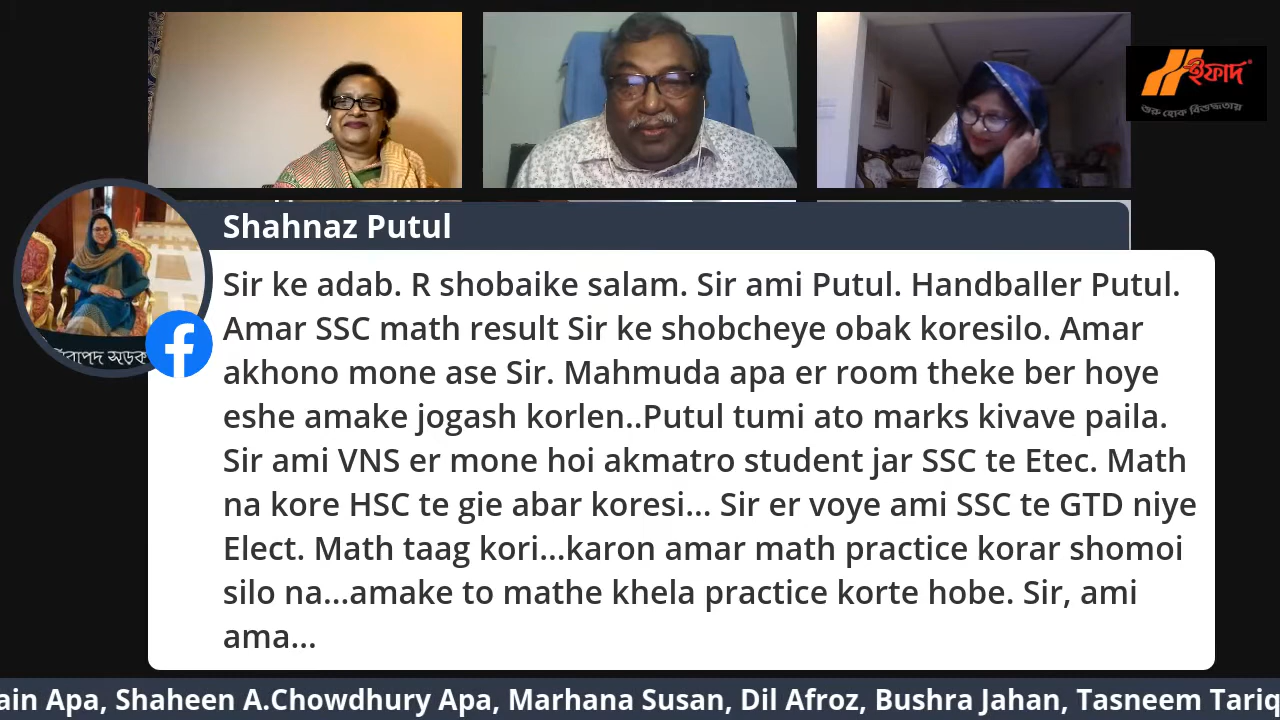 ইফাদ
শুরু হোক বিশুদ্ধতায়
Shahnaz Putul
Sir ke adab. R shobaike salam. Sir ami Putul. Handballer Putul.
Amar SSC math result Sir ke shobcheye obak koresilo. Amar
akhono mone ase Sir. Mahmuda apa er room theke ber hoye
eshe amake jogash korlen..Putul tumi ato marks kivave paila.
Sir ami VNS er mone hoi akmatro student jar SSC te Etec. Math
na kore HSC te gie abar koresi... Sir er voye ami SSC te GTD niye
Elect. Math taag kori...karon amar math practice korar shomoi
silo na...amake to mathe khela practice korte hobe. Sir, ami
ama...
ain Apa, Shaheen A.Chowdhury Apa, Marhana Susan, Dil Afroz, Bushra Jahan, Tasneem Tariq